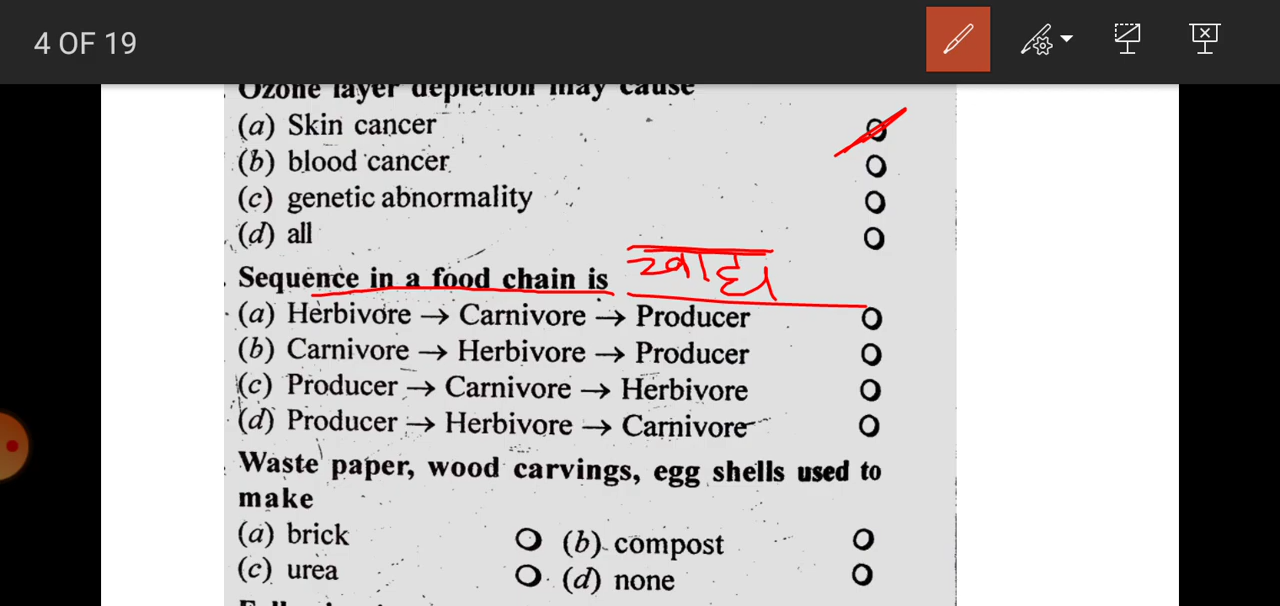 4 OF 19
Ozone layer depletion may cause
(a) Skin cancer
(b) blood cancer
(c) genetic abnormality
(d) all
Sequence in a food chain is खाद्य
(a) Herbivore → Carnivore → Producer
(b) Carnivore → Herbivore → Producer
(c) Producer → Carnivore → Herbivore
(d) Producer → Herbivore → Carnivore
Waste paper, wood carvings, egg shells used to
make
(a) brick (b) compost
(c) urea (d) none